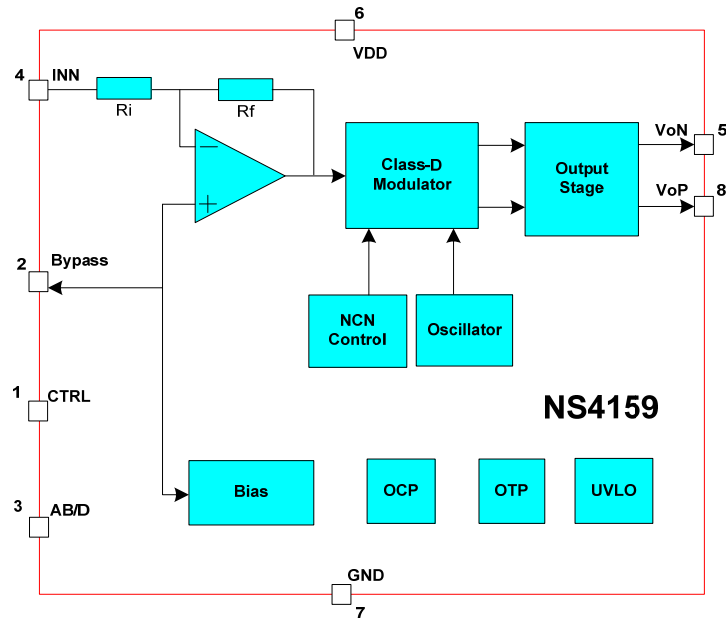 6
VDD
4
INN
Ri
Rf
5
VoN
Class-D
Modulator
Output
Stage
8
VoP
2
Bypass
NCN
Control
Oscillator
1
CTRL
NS4159
3
AB/D
Bias
OCP
OTP
UVLO
GND
7